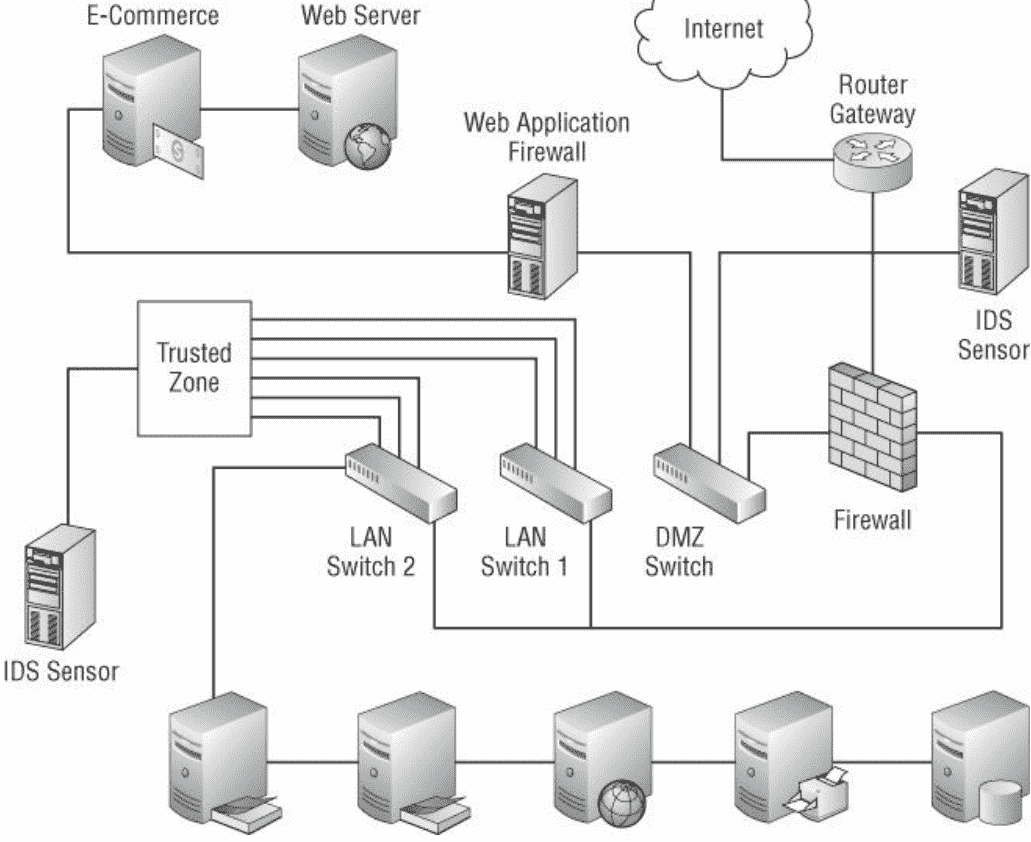 E-Commerce
Web Server
Internet
Router
Gateway
Web Application
Firewall
IDS
Sensor
Trusted
Zone
Firewall
LAN
Switch 2
LAN
Switch 1
DMZ
Switch
IDS Sensor